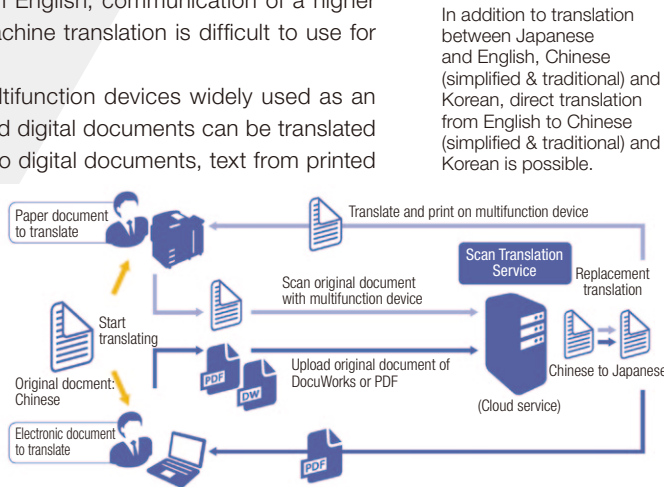 n English, communication of a higher
achine translation is difficult to use for
ltifunction devices widely used as an
d digital documents can be translated
o digital documents, text from printed
In addition to translation
between Japanese
and English, Chinese
(simplified & traditional) and
Korean, direct translation
from English to Chinese
(simplified & traditional) and
Korean is possible.
Paper document
to translate
Translate and print on multifunction device
Scan Translation
Service
Replacement
translation
Scan original document
with multifunction device
Start
translating
Original docment:
Chinese
PDF
DW
Upload original document of
DocuWorks or PDF
Chinese to Japanese
(Cloud service)
Electronic document
to translate
PDF